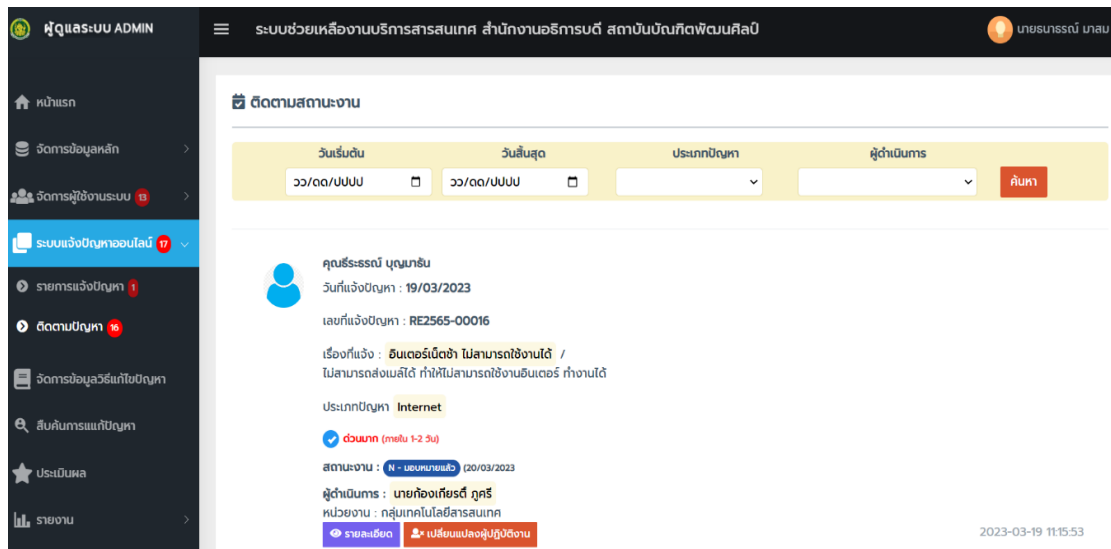 ผู้ดูแลระบบ ADMIN
ระบบช่วยเหลืองานบริการสารสนเทศ สำนักงานอธิการบดี สถาบันบัณฑิตพัฒนศิลป์
นายธนาธรณ์ มาสม
หน้าแรก
จัดการข้อมูลหลัก
จัดการผู้ใช้งานระบบ 13
ระบบแจ้งปัญหาออนไลน์ 17
รายการแจ้งปัญหา 1
ติดตามปัญหา 16
จัดการข้อมูลวิธีแก้ไขปัญหา
สืบค้นการแแก้ปัญหา
ประเมินผล
รายงาน
ติดตามสถานะงาน
วันเริ่มต้น วันสิ้นสุด ประเภทปัญหา ผู้ดำเนินการ
วว/ดด/ปปปป วว/ดด/ปปปป ค้นหา
คุณธีระธรณ์ บุญมาธัน
วันที่แจ้งปัญหา : 19/03/2023
เลขที่แจ้งปัญหา : RE2565-00016
เรื่องที่แจ้ง : อินเตอร์เน็ตช้า ไม่สามารถใช้งานได้ /
ไม่สามารถส่งเมล์ได้ ทำให้ไม่สามารถใช้งานอินเตอร์ ทำงานได้
ประเภทปัญหา Internet
ด่วนมาก (ภายใน 1-2 วัน)
สถานะงาน : N - มอบหมายแล้ว (20/03/2023
ผู้ดำเนินการ : นายก้องเกียรตื์ ภูศรี
หน่วยงาน : กลุ่มเทคโนโลยีสารสนเทศ
รายละเอียด เปลี่ยนแปลงผู้ปฏิบัติงาน
2023-03-19 11:15:53